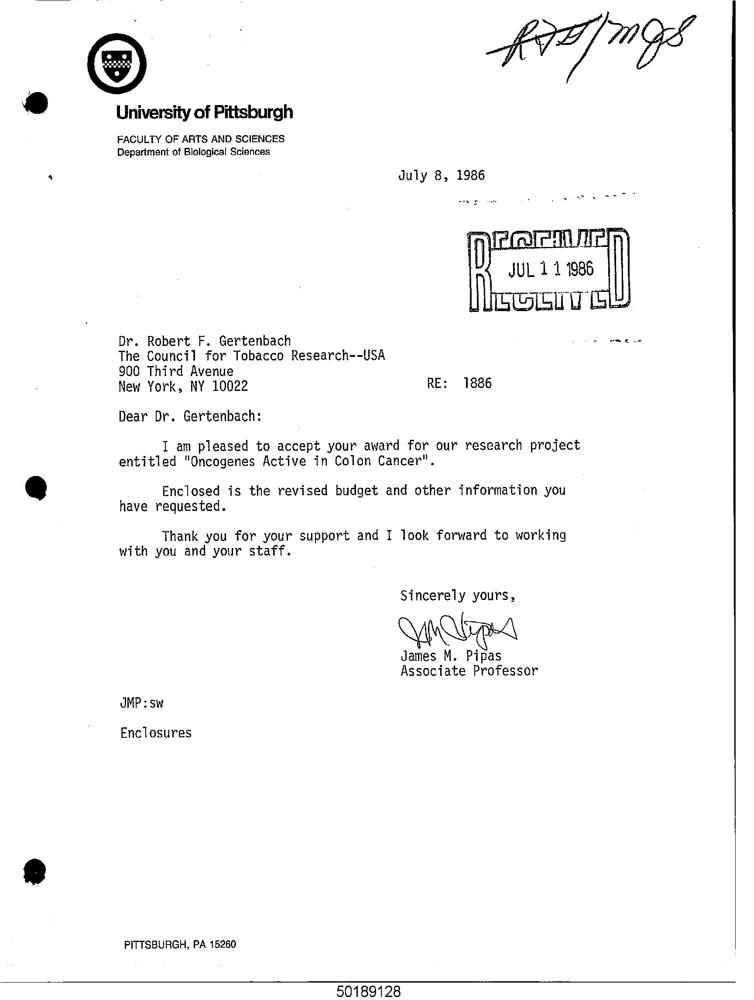 University of Pittsburgh
FACULTY OF ARTS AND SCIENCES
Department of Biological Sciences
July 8, 1986
RECEIVED
JUL 11 1986
RECEIVED
Dr. Robert F. Gertenbach
The Council for Tobacco Research--USA
900 Third Avenue
New York, NY 10022
RE: 1886
Dear Dr. Gertenbach:
I am pleased to accept your award for our research project
entitled "Oncogenes Active in Colon Cancer".
Enclosed is the revised budget and other information you
have requested.
Thank you for your support and I look forward to working
with you and your staff.
Sincerely yours,
James M. Pipas
Associate Professor
JMP:sw
Enclosures
PITTSBURGH, PA 15260
50189128